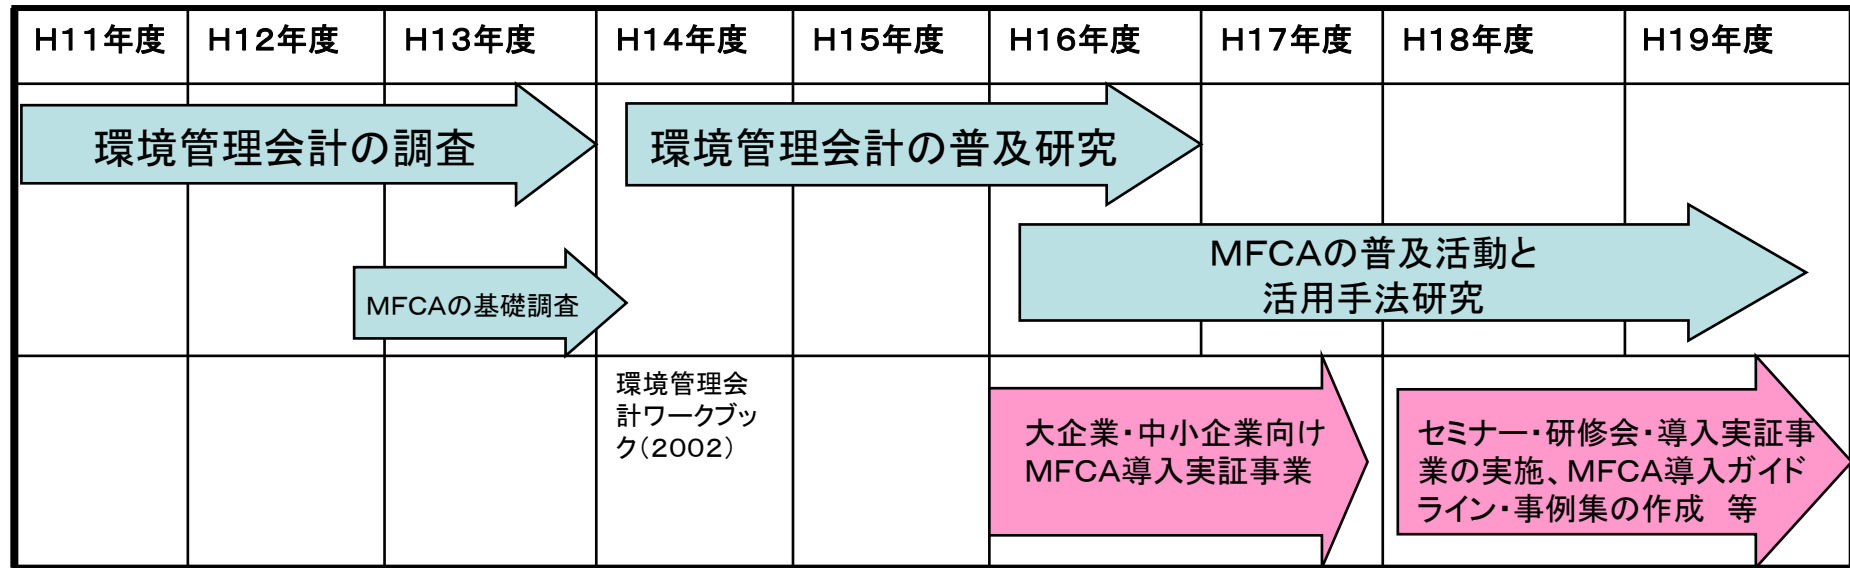 H11年度 H12年度 H13年度 H14年度 H15年度 H16年度 H17年度 H18年度 H19年度
環境管理会計の調査
環境管理会計の普及研究
MFCAの普及活動と
活用手法研究
MFCAの基礎調査
環境管理会
計ワークブッ
ク(2002)
大企業・中小企業向け
MFCA導入実証事業
セミナー・研修会・導入実証事
業の実施、MFCA導入ガイド
ライン・事例集の作成 等